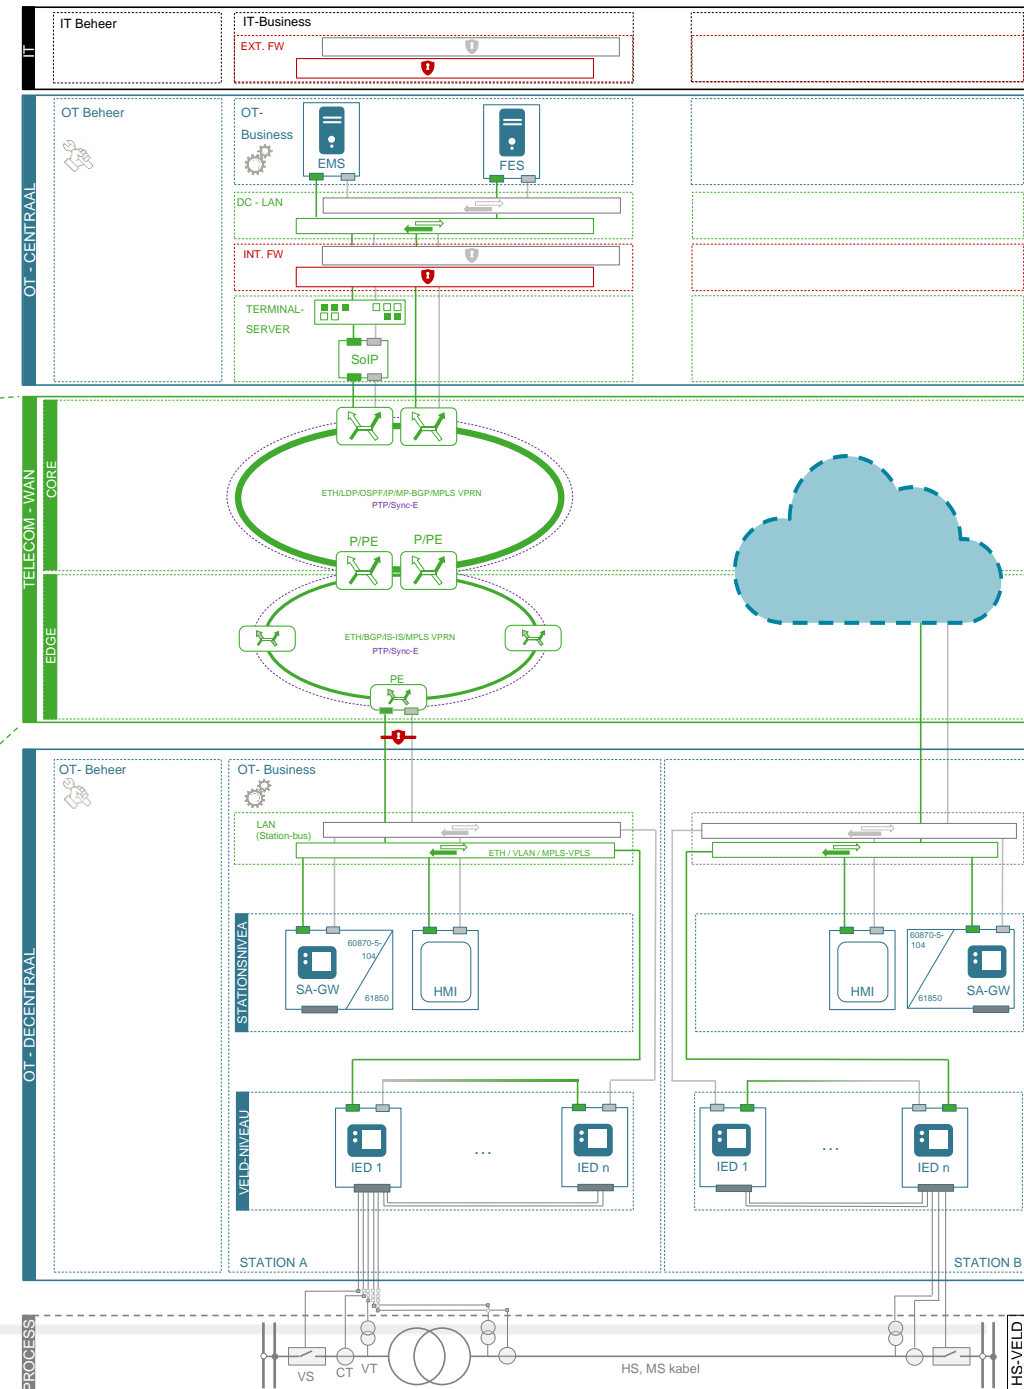 IT
IT Beheer
IT-Business
EXT. FW
OT - CENTRAAL
OT Beheer
OT-
Business
EMS
FES
DC - LAN
INT. FW
TERMINAL-
SERVER
SoIP
TELECOM - WAN
CORE
ETH/LDP/OSPF/IP/MP-BGP/MPLS VPRN
PTP/Sync-E
P/PE
P/PE
EDGE
ETH/BGP/IS-IS/MPLS VPRN
PTP/Sync-E
PE
OT - DECENTRAAL
OT- Beheer
OT- Business
LAN
(Station-bus)
ETH / VLAN / MPLS-VPLS
STATIONSNIVEA
60870-5-
104
SA-GW
61850
HMI
HMI
60870-5-
104
61850
SA-GW
VELD-NIVEAU
IED 1
...
IED n
IED 1
...
IED n
STATION A
STATION B
PROCESS
VS
CT
VT
HS, MS kabel
HS-VELD